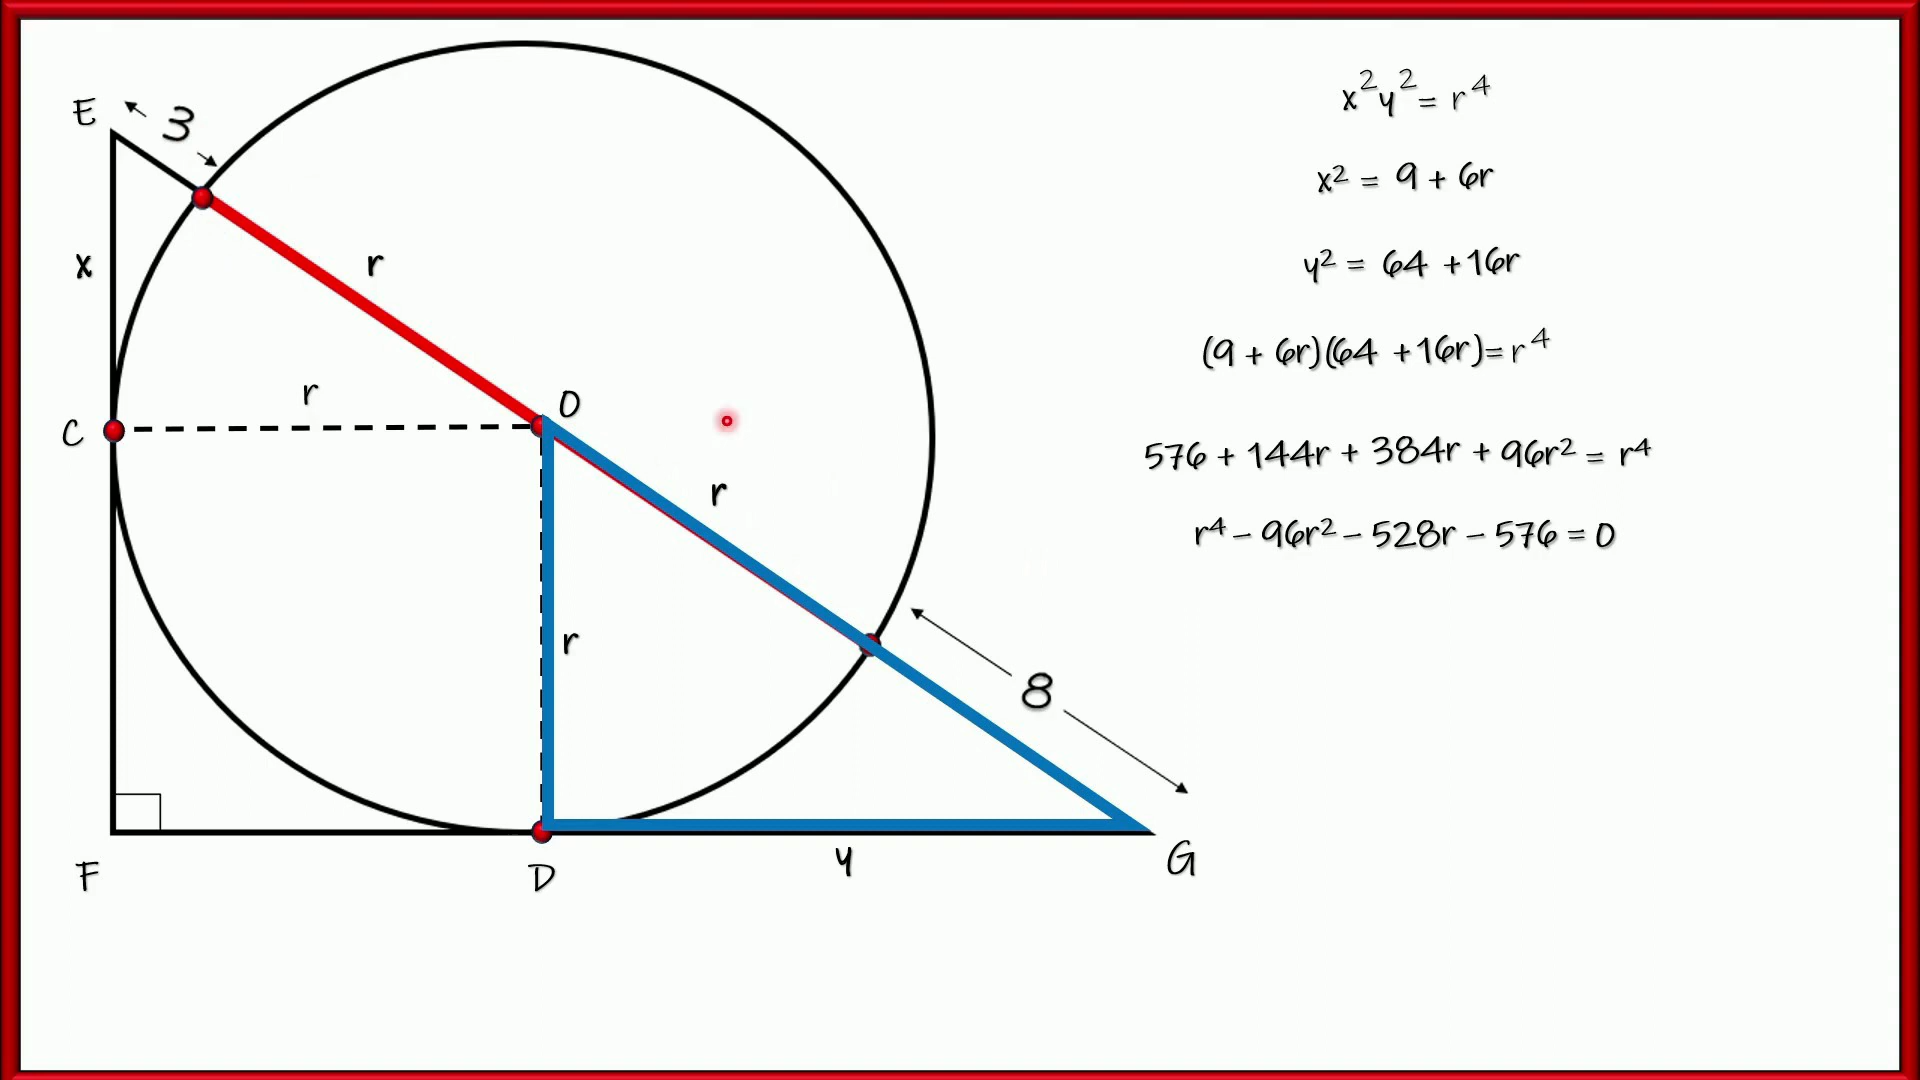 E
3
x
r
r
O
C
r
r
8
y
F
D
G
x²y² = r⁴
x² = 9 + 6r
y² = 64 + 16r
(9 + 6r)(64 + 16r) = r⁴
576 + 144r + 384r + 96r² = r⁴
r⁴ – 96r² – 528r – 576 = 0